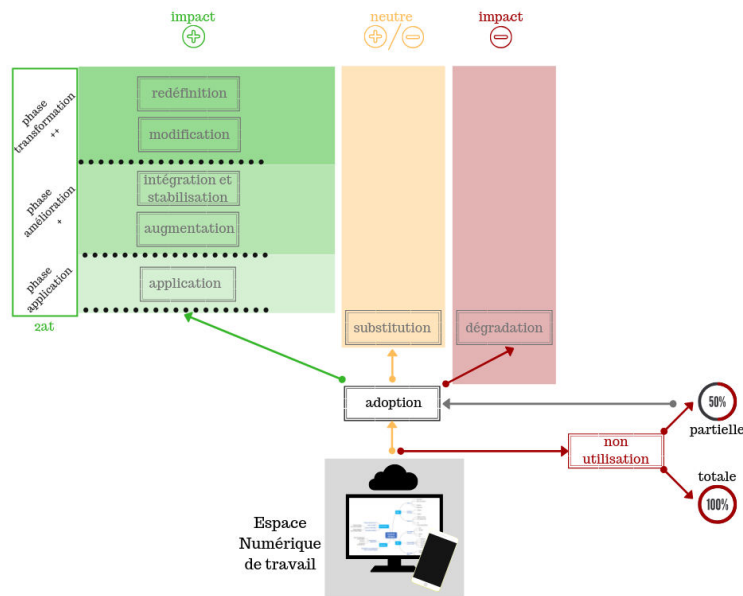 impact
neutre
impact
phase
transformation
++
redéfinition
modification
phase
amélioration
+
intégration et
stabilisation
augmentation
phase
application
application
2at
substitution
dégradation
adoption
50%
partielle
non
utilisation
totale
100%
Espace
Numérique
de travail